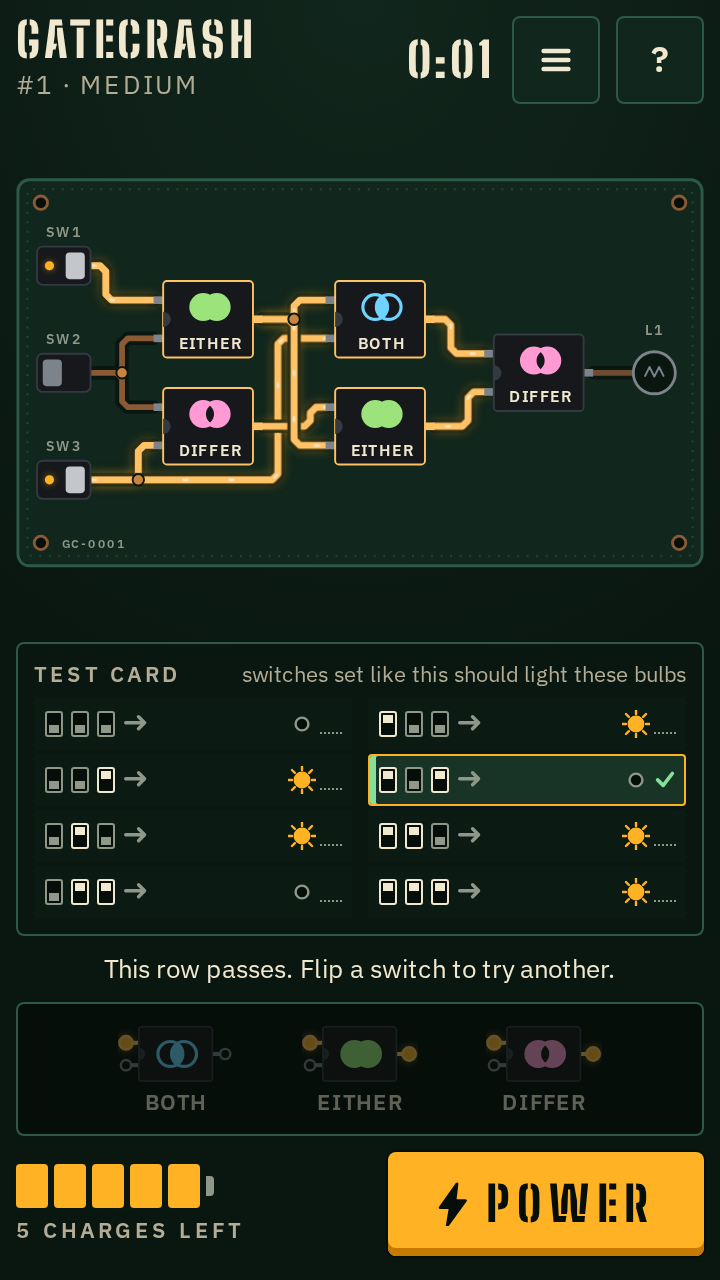 GATECRASH
#1 · MEDIUM
0:01
?
SW1
SW2
SW3
EITHER
BOTH
DIFFER
EITHER
DIFFER
L1
GC-0001
TEST CARD
switches set like this should light these bulbs
This row passes. Flip a switch to try another.
BOTH
EITHER
DIFFER
5 CHARGES LEFT
POWER